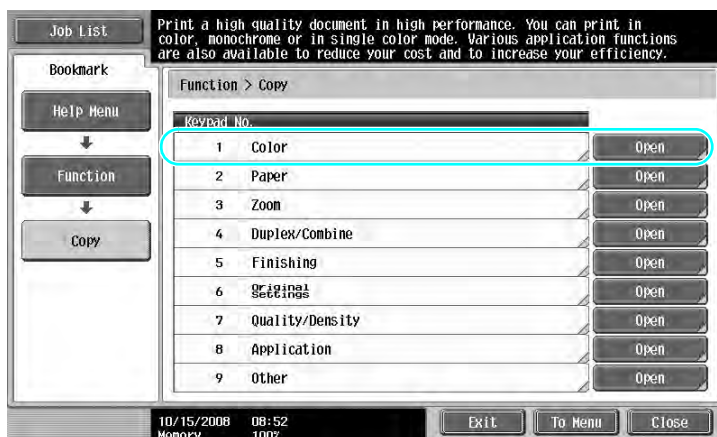 Job List
Print a high quality document in high performance. You can print in
color, monochrome or in single color mode. Various application functions
are also available to reduce your cost and to increase your efficiency.
Bookmark
Function > Copy
Help Menu
Keypad No.
1 Color Open
Function
2 Paper Open
3 Zoom Open
Copy
4 Duplex/Combine Open
5 Finishing Open
6 Original Settings Open
7 Quality/Density Open
8 Application Open
9 Other Open
10/15/2008 08:52
Memory 100%
Exit To Menu Close